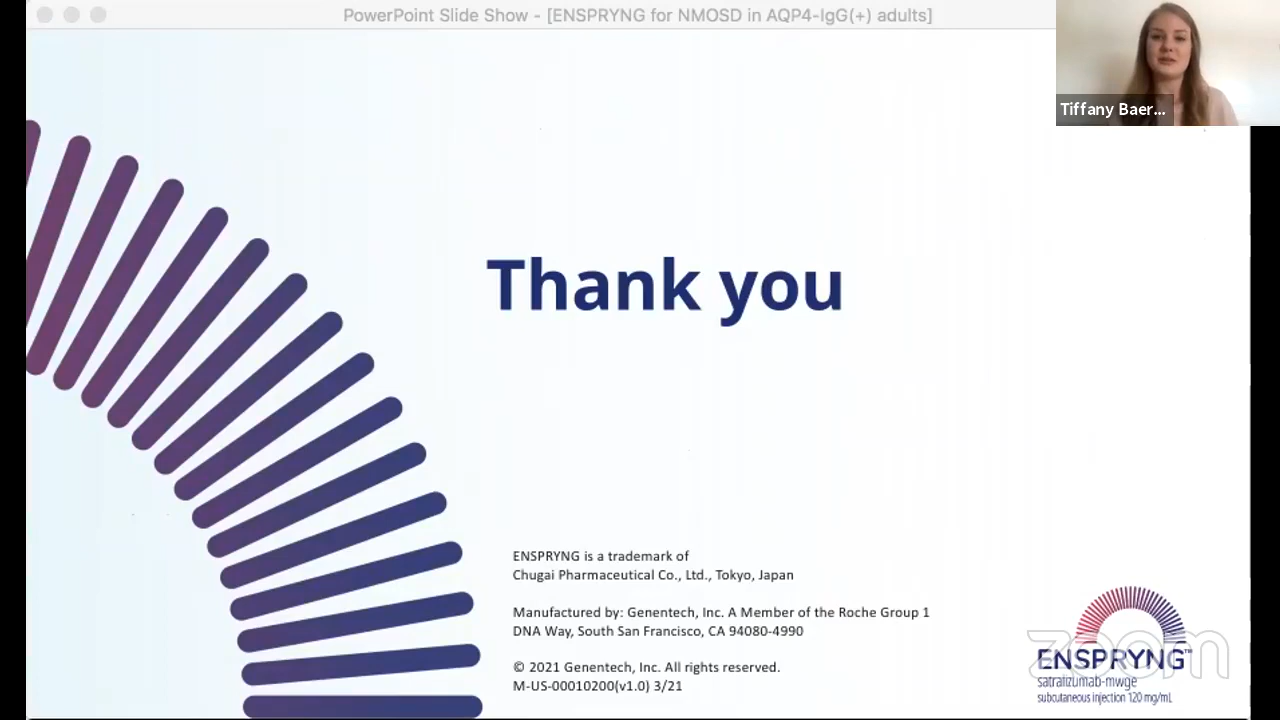 PowerPoint Slide Show - [ENSPRYNG for NMOSD in AQP4-IgG(+) adults]
Tiffany Baer...
Thank you
ENSPRYNG is a trademark of
Chugai Pharmaceutical Co., Ltd., Tokyo, Japan
Manufactured by: Genentech, Inc. A Member of the Roche Group 1
DNA Way, South San Francisco, CA 94080-4990
© 2021 Genentech, Inc. All rights reserved.
M-US-00010200(v1.0) 3/21
zoom
ENSPRYNG™
satralizumab-mwge
subcutaneous injection 120 mg/mL